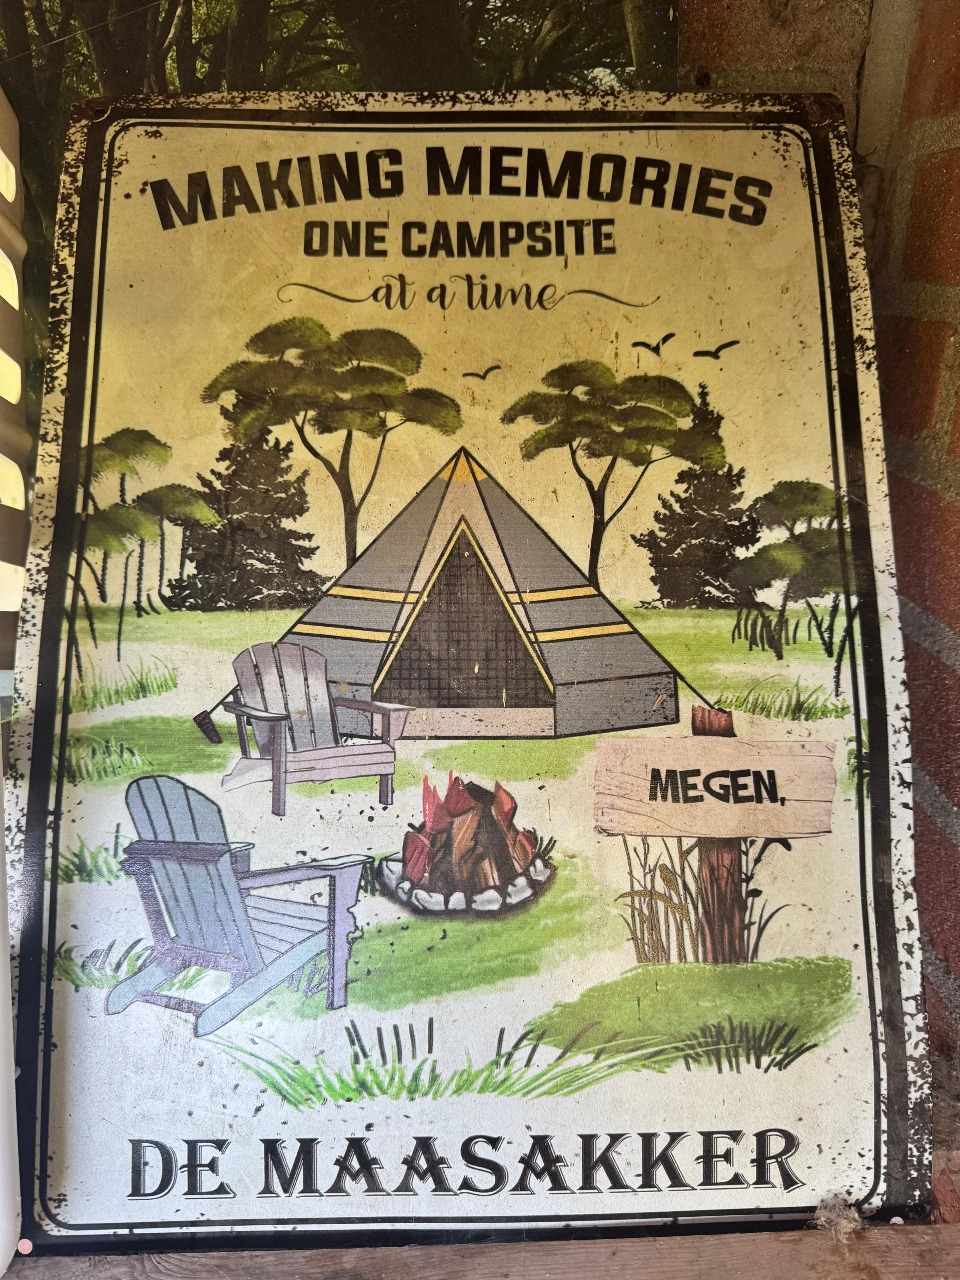 MAKING MEMORIES
ONE CAMPSITE
at a time
MEGEN,
DE MAASAKKER